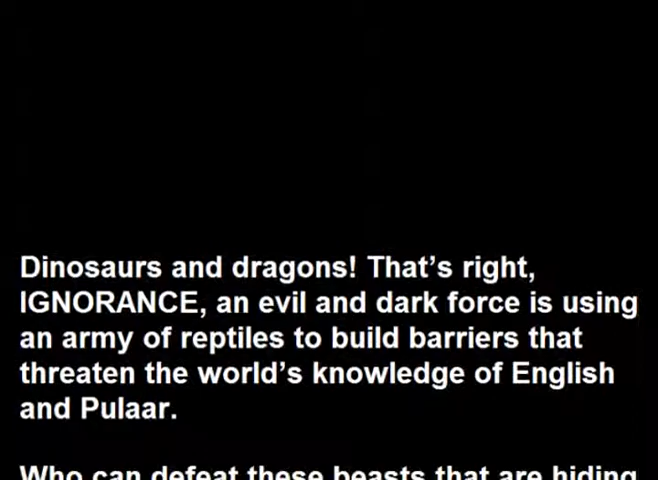 Dinosaurs and dragons! That’s right,
IGNORANCE, an evil and dark force is using
an army of reptiles to build barriers that
threaten the world’s knowledge of English
and Pulaar.
Who can defeat these beasts that are hiding